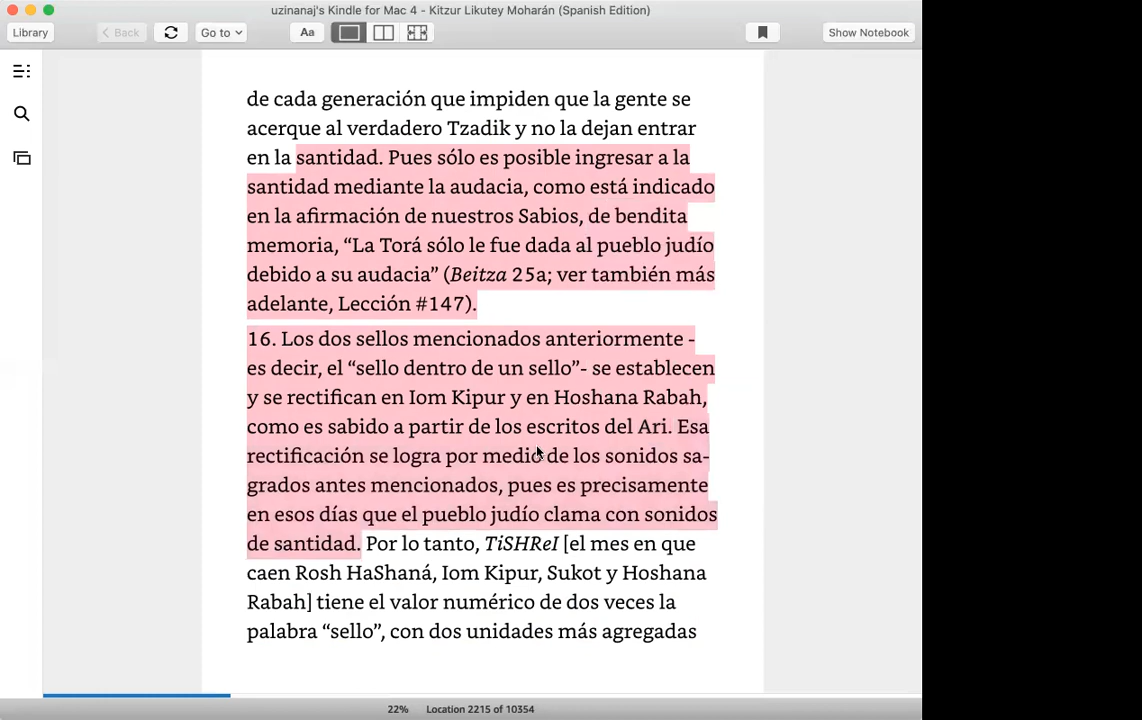 uzinanaj's Kindle for Mac 4 - Kitzur Likutey Moharán (Spanish Edition)
Library
Back
Go to
Aa
Show Notebook
de cada generación que impiden que la gente se
acerque al verdadero Tzadik y no la dejan entrar
en la santidad. Pues sólo es posible ingresar a la
santidad mediante la audacia, como está indicado
en la afirmación de nuestros Sabios, de bendita
memoria, “La Torá sólo le fue dada al pueblo judío
debido a su audacia” (Beitza 25a; ver también más
adelante, Lección #147).
16. Los dos sellos mencionados anteriormente -
es decir, el “sello dentro de un sello”- se establecen
y se rectifican en Iom Kipur y en Hoshana Rabah,
como es sabido a partir de los escritos del Ari. Esa
rectificación se logra por medio de los sonidos sa-
grados antes mencionados, pues es precisamente
en esos días que el pueblo judío clama con sonidos
de santidad. Por lo tanto, TiSHReI [el mes en que
caen Rosh HaShaná, Iom Kipur, Sukot y Hoshana
Rabah] tiene el valor numérico de dos veces la
palabra “sello”, con dos unidades más agregadas
22% Location 2215 of 10354